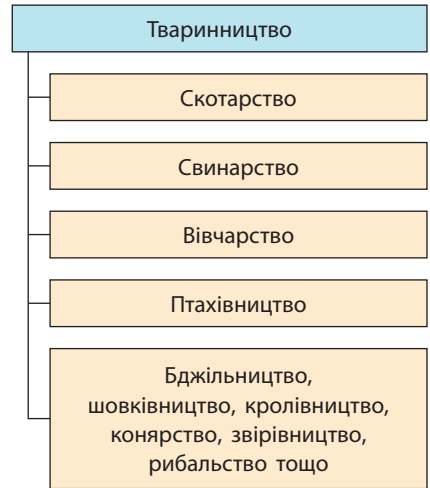 Тваринництво
Скотарство
Свинарство
Вівчарство
Птахівництво
Бджільництво,
шовківництво, кролівництво,
конярство, звірівництво,
рибальство тощо